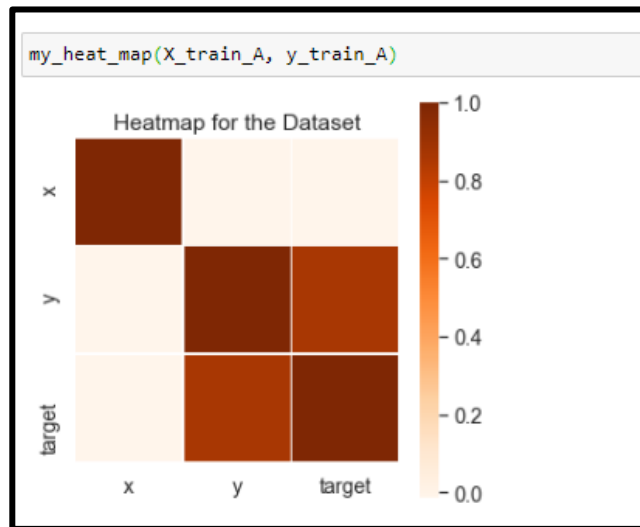 my_heat_map(X_train_A, y_train_A)
Heatmap for the Dataset
x
y
target
x
y
target
1.0
0.8
0.6
0.4
0.2
0.0